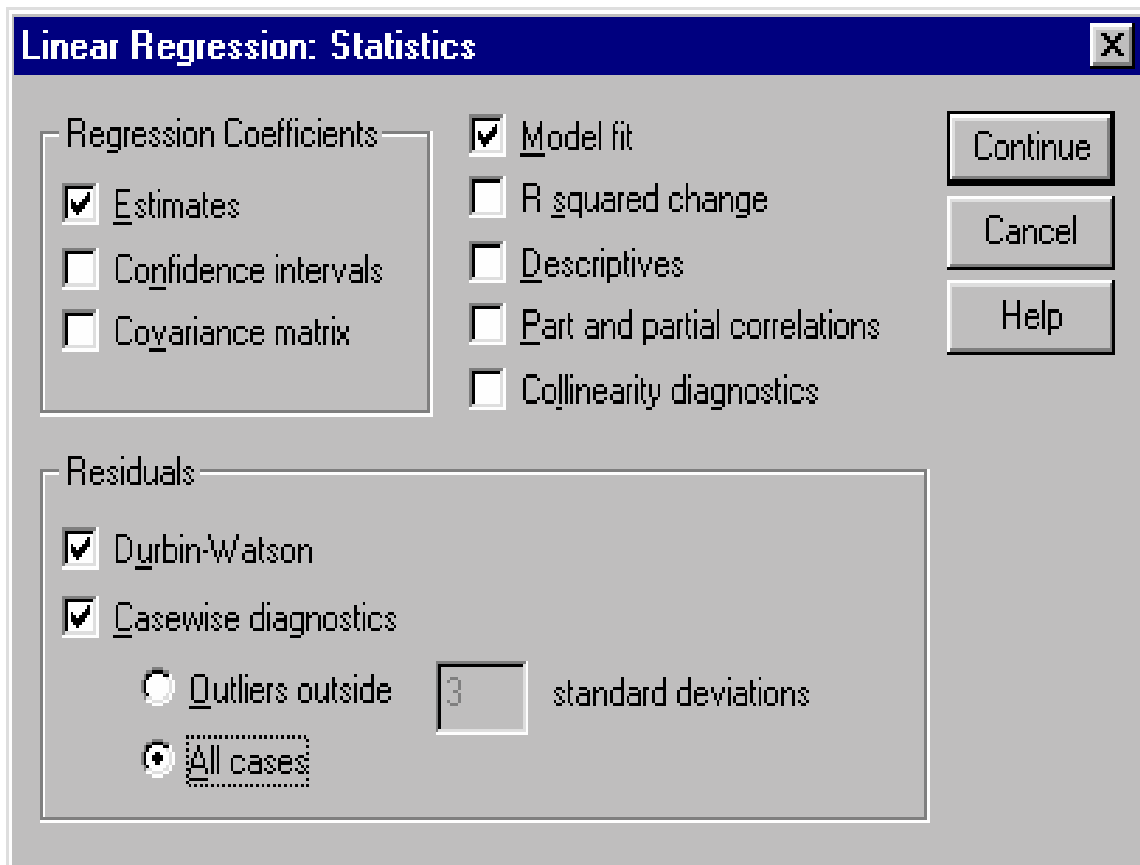 Linear Regression: Statistics
Regression Coefficients
Estimates
Confidence intervals
Covariance matrix
Model fit
R squared change
Descriptives
Part and partial correlations
Collinearity diagnostics
Continue
Cancel
Help
Residuals
Durbin-Watson
Casewise diagnostics
Outliers outside 3 standard deviations
All cases